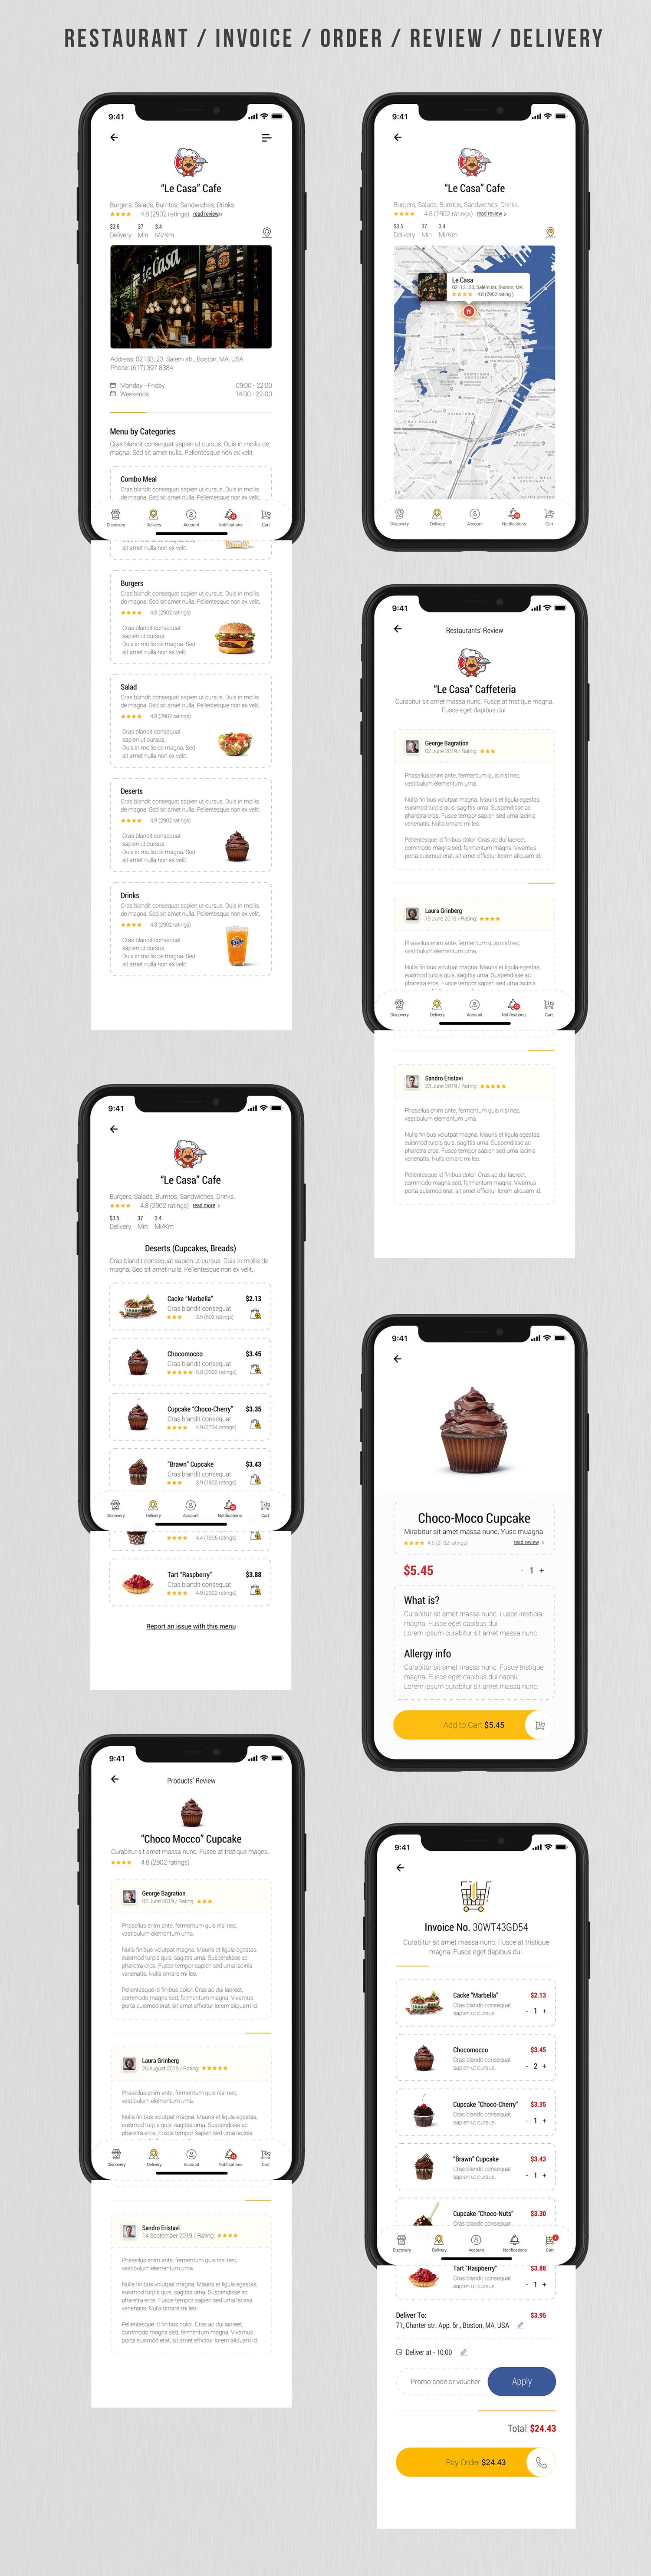 RESTAURANT / INVOICE / ORDER / REVIEW / DELIVERY
9:41
"Le Casa" Cafe
Burgers, Salads, Burritos, Sandwiches, Drinks.
4.8 (2902 ratings) read review >
$3.5 37 3.4
Delivery Min Mi/Km
Le Casa
Address: 02133, 23. Salem str., Boston, MA, USA
Phone: (617) 397 8384
Monday - Friday 09:00 - 22:00
Weekends 14:00 - 22-00
Menu by Categories
Cras blandit consequat sapien ut cursus. Duis in mollis de
magna. Sed sit amet nulla. Pellentesque non ex velit.
Combo Meal
Cras blandit consequat sapien ut cursus. Duis in mollis
de magna. Sed sit amet nulla. Pellentesque non ex velit.
Discovery Delivery Account Notifications Cart
sit amet nulla non ex velit.
Burgers
Cras blandit consequat sapien ut cursus. Duis in mollis
de magna. Sed sit amet nulla. Pellentesque non ex velit.
4.8 (2902 ratings)
Cras blandit consequat
sapien ut cursus.
Duis in mollis de magna. Sed
sit amet nulla non ex velit.
Salad
Cras blandit consequat sapien ut cursus. Duis in mollis
de magna. Sed sit amet nulla. Pellentesque non ex velit.
4.8 (2902 ratings)
Cras blandit consequat
sapien ut cursus.
Duis in mollis de magna. Sed
sit amet nulla non ex velit.
Deserts
Cras blandit consequat sapien ut cursus. Duis in mollis
de magna. Sed sit amet nulla. Pellentesque non ex velit.
4.8 (2902 ratings)
Cras blandit consequat
sapien ut cursus.
Duis in mollis de magna. Sed
sit amet nulla non ex velit.
Drinks
Cras blandit consequat sapien ut cursus. Duis in mollis
de magna. Sed sit amet nulla. Pellentesque non ex velit.
4.8 (2902 ratings)
Cras blandit consequat
sapien ut cursus.
Duis in mollis de magna. Sed
sit amet nulla non ex velit.
Fanta
9:41
"Le Casa" Cafe
Burgers, Salads, Burritos, Sandwiches, Drinks.
4.8 (2902 ratings) read review >
$3.5 37 3.4
Delivery Min Mi/Km
Le Casa
02113., 23, Salem str, Boston, MA
4.8 (2902 rating )
Discovery Delivery Account Notifications Cart
9:41
Restaurants' Review
"Le Casa" Caffeteria
Curabitur sit amet massa nunc. Fusce at tristique magna.
Fusce eget dapibus dui.
George Bagration
02 June 2019 / Rating:
Phasellus enim ante, fermentum quis nisl nec,
vestibulum elementum urna.
Nulla finibus volutpat magna. Mauris et ligula egestas,
euismod turpis quis, sagittis urna. Suspendisse ac
pharetra eros. Fusce tempor sapien sed urna lacinia
venenatis. Nulla ornare mi leo.
Pellentesque id finibus dolor. Cras ac dui laoreet,
commodo magna sed, fermentum magna. Vivamus
porta euismod erat, sit amet efficitur lorem aliquam id.
Laura Grinberg
15 June 2019 / Rating:
Phasellus enim ante, fermentum quis nisl nec,
vestibulum elementum urna.
Nulla finibus volutpat magna. Mauris et ligula egestas,
euismod turpis quis, sagittis urna. Suspendisse ac
pharetra eros. Fusce tempor sapien sed urna lacinia
Discovery Delivery Account Notifications Cart
Sandro Eristavi
23 June 2019 / Rating:
Phasellus enim ante, fermentum quis nisl nec,
vestibulum elementum urna.
Nulla finibus volutpat magna. Mauris et ligula egestas,
euismod turpis quis, sagittis urna. Suspendisse ac
pharetra eros. Fusce tempor sapien sed urna lacinia
venenatis. Nulla ornare mi leo.
Pellentesque id finibus dolor. Cras ac dui laoreet,
commodo magna sed, fermentum magna. Vivamus
porta euismod erat, sit amet efficitur lorem aliquam id.
9:41
"Le Casa" Cafe
Burgers, Salads, Burritos, Sandwiches, Drinks.
4.8 (2902 ratings) read more >
$3.5 37 3.4
Delivery Min Mi/Km
Deserts (Cupcakes, Breads)
Cras blandit consequat sapien ut cursus. Duis in mollis de
magna. Sed sit amet nulla. Pellentesque non ex velit.
Cacke "Marbella" $2.13
Cras blandit consequat
3.6 (602 ratings)
Chocomocco $3.45
Cras blandit consequat
5.0 (2902 ratings)
Cupcake "Choco-Cherry" $3.35
Cras blandit consequat
4.9 (2734 ratings)
"Brawn" Cupcake $3.43
Cras blandit consequat
3.9 (1802 ratings)
Discovery Delivery Account Notifications Cart
4.4 (1905 ratings)
Tart "Raspberry" $3.88
Cras blandit consequat
4.9 (2902 ratings)
Report an issue with this menu
9:41
Choco-Moco Cupcake
Mirabitur sit amet massa nunc. Yusc muagna
4.6 (2132 ratings) read review >
$5.45 - 1 +
What is?
Curabitur sit amet massa nunc. Lusce iresticia
magna. Fusce eget dapibus dui.
Lorem ipsum curabitur sit amet massa nunc.
Allergy info
Curabitur sit amet massa nunc. Fusce tristique
magna. Fusce eget dapibus dui napoli.
Lorem ipsum curabitur sit amet massa nunc.
Add to Cart $5.45
9:41
Products' Review
"Choco Mocco" Cupcake
Curabitur sit amet massa nunc. Fusce at tristique magna.
4.8 (2902 ratings)
George Bagration
02 June 2019 / Rating:
Phasellus enim ante, fermentum quis nisl nec,
vestibulum elementum urna.
Nulla finibus volutpat magna. Mauris et ligula egestas,
euismod turpis quis, sagittis urna. Suspendisse ac
pharetra eros. Fusce tempor sapien sed urna lacinia
venenatis. Nulla ornare mi leo.
Pellentesque id finibus dolor. Cras ac dui laoreet,
commodo magna sed, fermentum magna. Vivamus
porta euismod erat, sit amet efficitur lorem aliquam id.
Laura Grinberg
25 August 2019 / Rating:
Phasellus enim ante, fermentum quis nisl nec,
vestibulum elementum urna.
Nulla finibus volutpat magna. Mauris et ligula egestas,
euismod turpis quis, sagittis urna. Suspendisse ac
pharetra eros. Fusce tempor sapien sed urna lacinia
Discovery Delivery Account Notifications Cart
Sandro Eristavi
14 September 2019 / Rating:
Phasellus enim ante, fermentum quis nisl nec,
vestibulum elementum urna.
Nulla finibus volutpat magna. Mauris et ligula egestas,
euismod turpis quis, sagittis urna. Suspendisse ac
pharetra eros. Fusce tempor sapien sed urna lacinia
venenatis. Nulla ornare mi leo.
Pellentesque id finibus dolor. Cras ac dui laoreet,
commodo magna sed, fermentum magna. Vivamus
porta euismod erat, sit amet efficitur lorem aliquam id.
9:41
Invoice No. 30WT43GD54
Curabitur sit amet massa nunc. Fusce at tristique
magna. Fusce eget dapibus dui.
Cacke "Marbella" $2.13
Cras blandit consequat
sapien ut cursus. - 1 +
Chocomocco $3.45
Cras blandit consequat
sapien ut cursus. - 2 +
Cupcake "Choco-Cherry" $3.35
Cras blandit consequat
sapien ut cursus. - 1 +
"Brawn" Cupcake $3.43
Cras blandit consequat
sapien ut cursus. - 1 +
Cupcake "Choco-Nuts" $3.30
Cras blandit consequat
Discovery Delivery Account Notifications Cart
Tart "Raspberry" $3.88
Cras blandit consequat
sapien ut cursus. - 1 +
Deliver To: $3.95
71, Charter str. App. 5r., Boston, MA, USA
Deliver at - 10:00
Promo code or voucher Apply
Total: $24.43
Pay Order $24.43